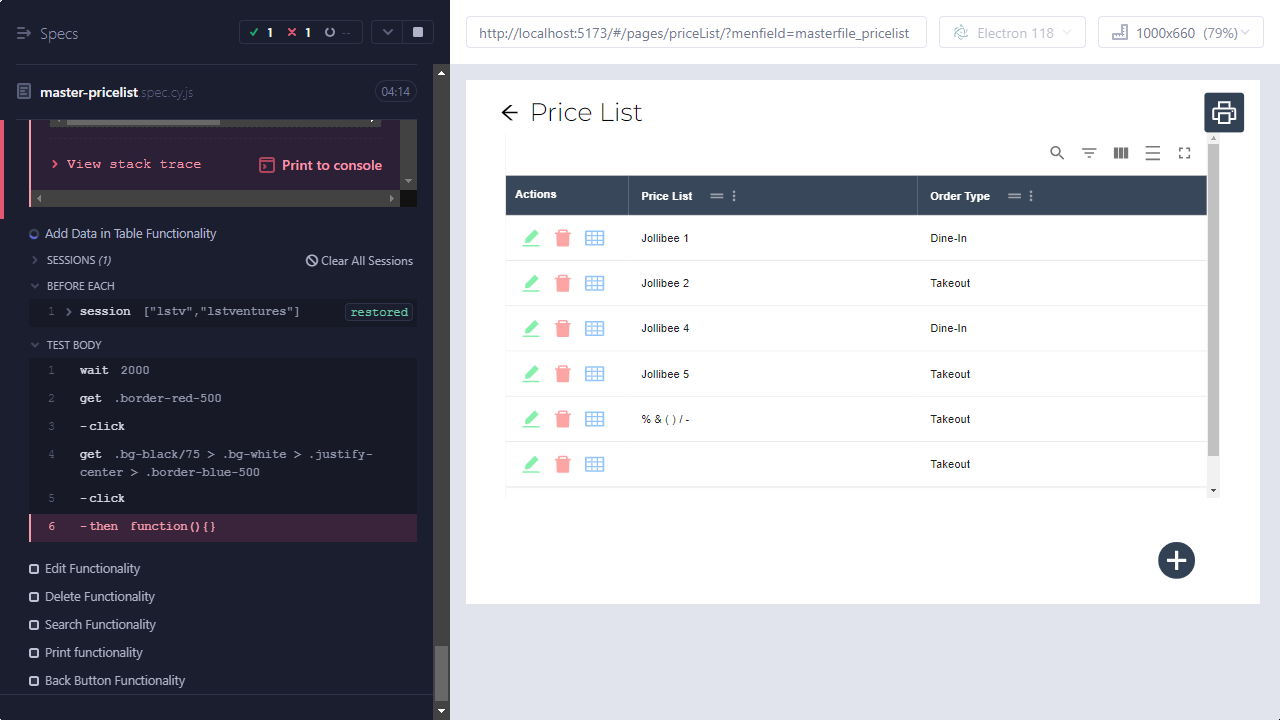 Specs
1
1
--
http://localhost:5173/#/pages/priceList/?menfield=masterfile_pricelist
Electron 118
1000x660 (79%)
master-pricelist.spec.cy.js
04:14
View stack trace
Print to console
Add Data in Table Functionality
SESSIONS (1)
Clear All Sessions
BEFORE EACH
1 session ["lstv","lstventures"] restored
TEST BODY
1 wait 2000
2 get .border-red-500
3 -click
4 get .bg-black/75 > .bg-white > .justify-
center > .border-blue-500
5 -click
6 -then function(){}
Edit Functionality
Delete Functionality
Search Functionality
Print functionality
Back Button Functionality
Price List
Actions Price List Order Type
Jollibee 1 Dine-In
Jollibee 2 Takeout
Jollibee 4 Dine-In
Jollibee 5 Takeout
% & ( ) / - Takeout
Takeout